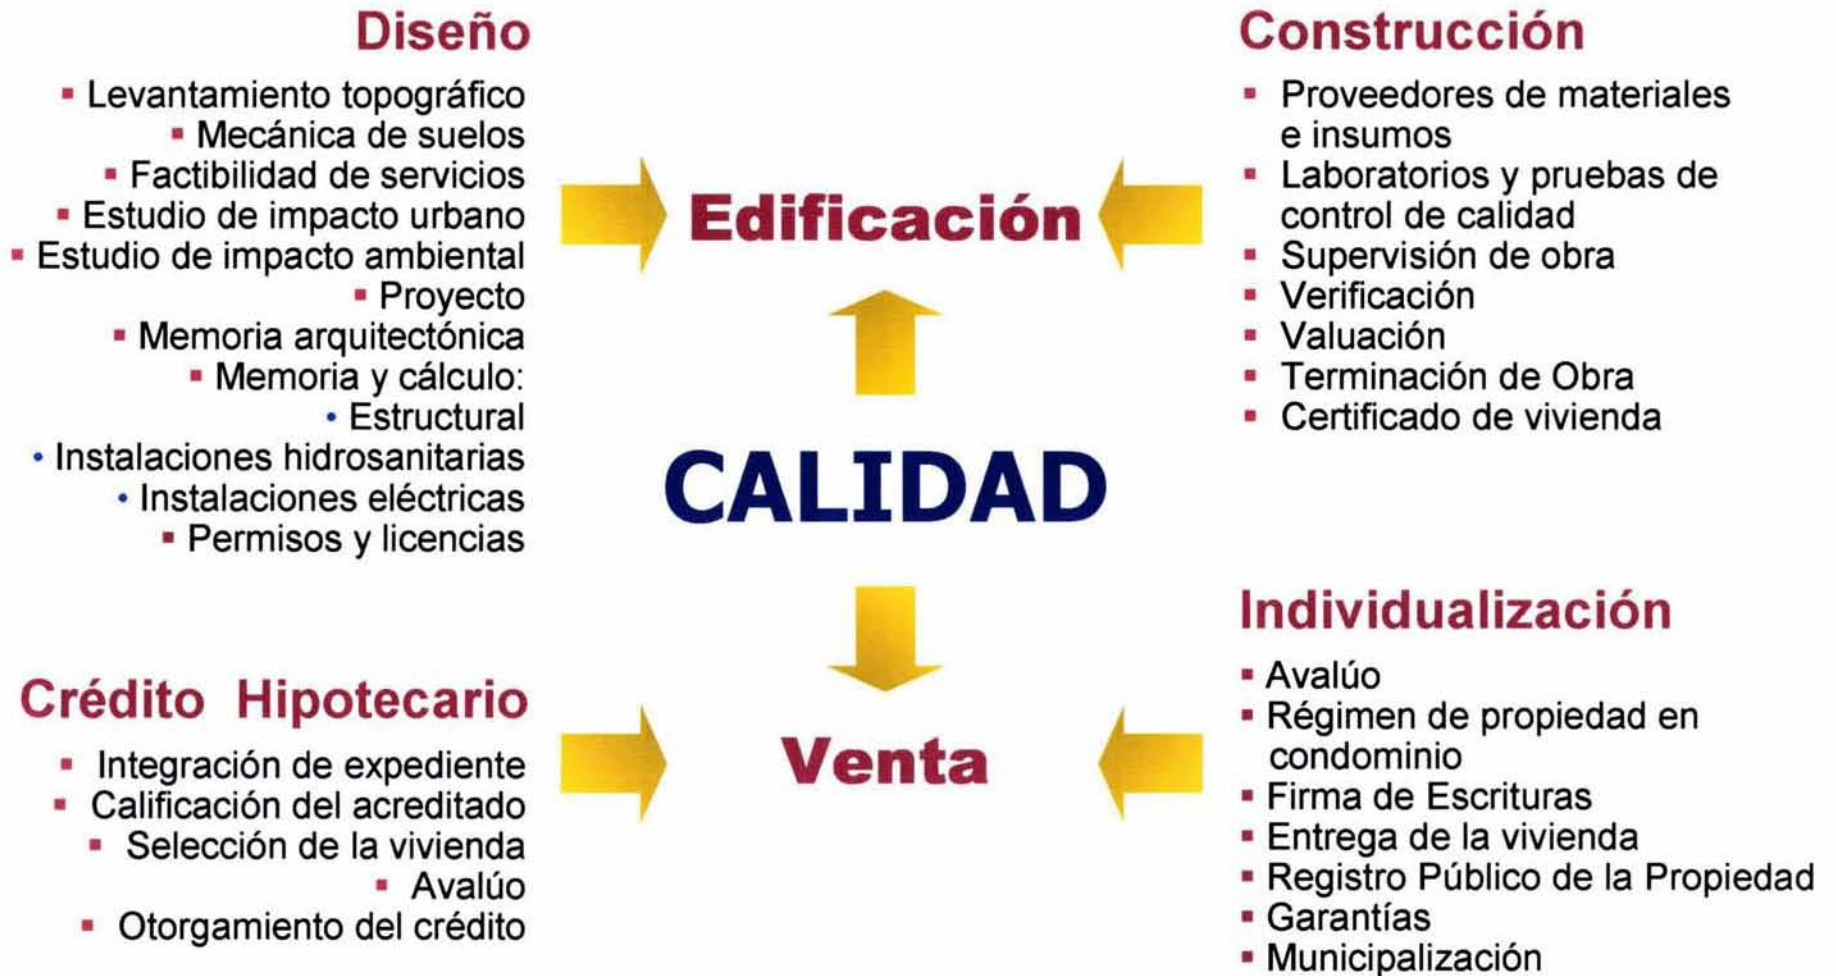 Diseño
▪ Levantamiento topográfico
▪ Mecánica de suelos
▪ Factibilidad de servicios
▪ Estudio de impacto urbano
▪ Estudio de impacto ambiental
▪ Proyecto
▪ Memoria arquitectónica
▪ Memoria y cálculo:
• Estructural
• Instalaciones hidrosanitarias
• Instalaciones eléctricas
▪ Permisos y licencias
Edificación
Construcción
▪ Proveedores de materiales
e insumos
▪ Laboratorios y pruebas de
control de calidad
▪ Supervisión de obra
▪ Verificación
▪ Valuación
▪ Terminación de Obra
▪ Certificado de vivienda
CALIDAD
Crédito Hipotecario
▪ Integración de expediente
▪ Calificación del acreditado
▪ Selección de la vivienda
▪ Avalúo
▪ Otorgamiento del crédito
Venta
Individualización
▪ Avalúo
▪ Régimen de propiedad en
condominio
▪ Firma de Escrituras
▪ Entrega de la vivienda
▪ Registro Público de la Propiedad
▪ Garantías
▪ Municipalización